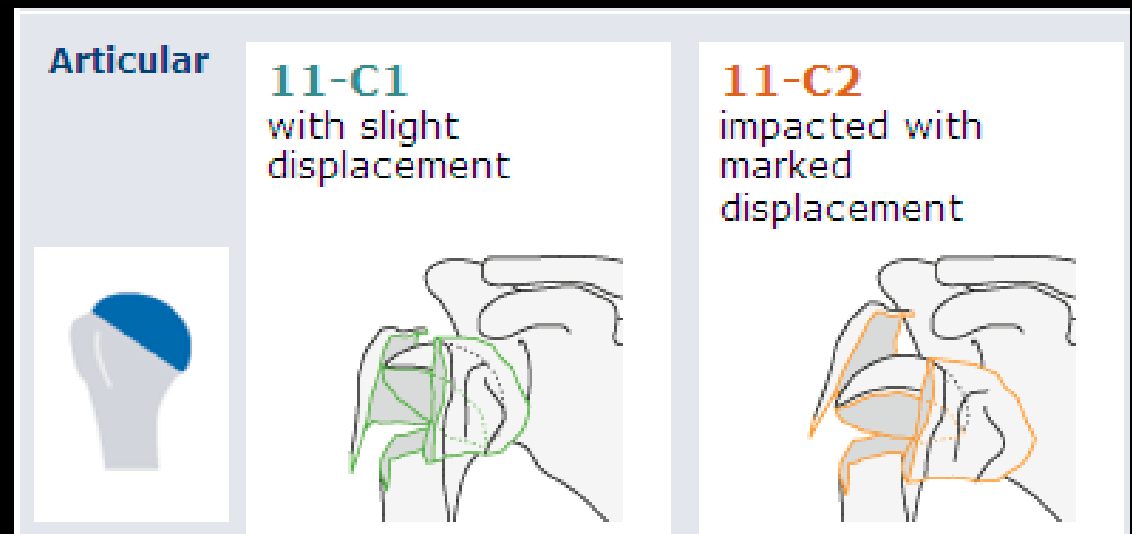 Articular
11-C1
with slight
displacement
11-C2
impacted with
marked
displacement